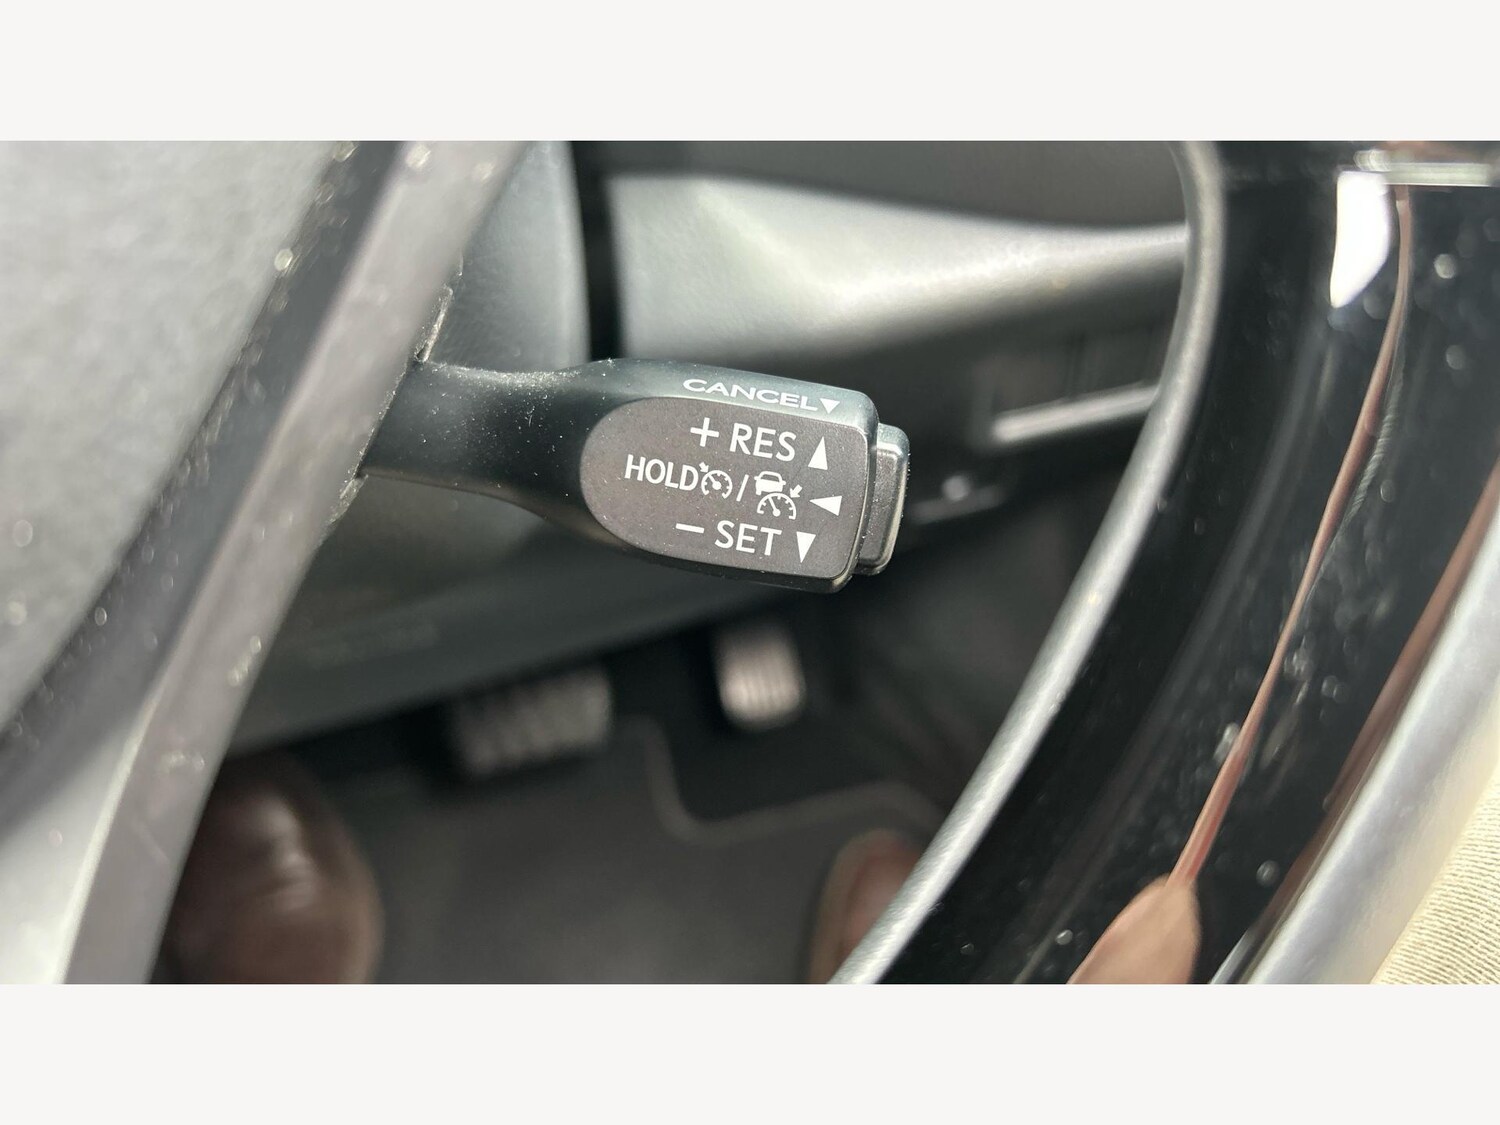 CANCEL▼
+ RES ▲
HOLD / ◀
− SET ▼